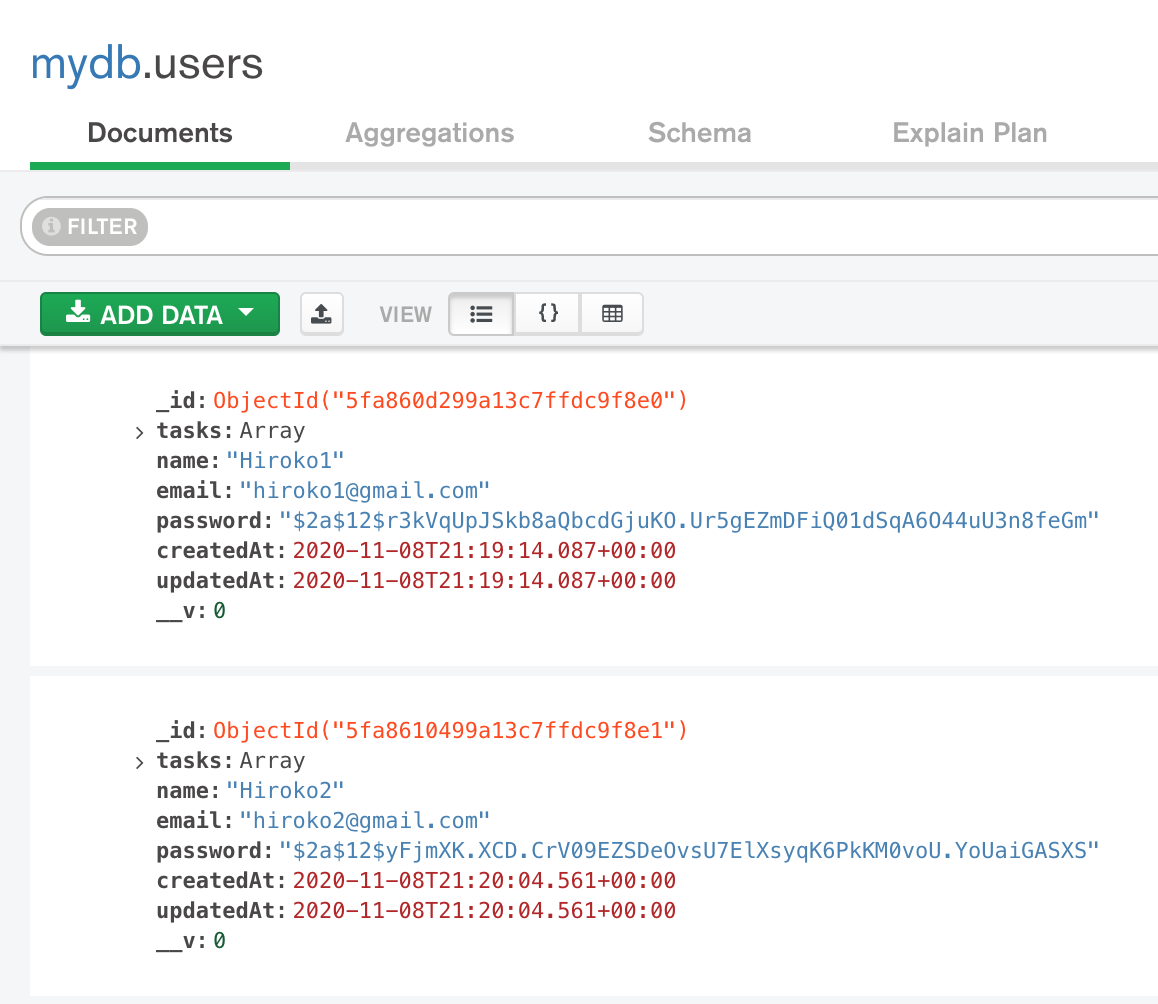 mydb.users
Documents Aggregations Schema Explain Plan
FILTER
ADD DATA VIEW {}
_id: ObjectId("5fa860d299a13c7ffdc9f8e0")
tasks: Array
name: "Hiroko1"
email: "hiroko1@gmail.com"
password: "$2a$12$r3kVqUpJSkb8aQbcdGjuKO.Ur5gEZmDFiQ01dSqA6O44uU3n8feGm"
createdAt: 2020-11-08T21:19:14.087+00:00
updatedAt: 2020-11-08T21:19:14.087+00:00
__v: 0
_id: ObjectId("5fa8610499a13c7ffdc9f8e1")
tasks: Array
name: "Hiroko2"
email: "hiroko2@gmail.com"
password: "$2a$12$yFjmXK.XCD.CrV09EZSDeOvsU7ElXsyqK6PkKM0voU.YoUaiGASXS"
createdAt: 2020-11-08T21:20:04.561+00:00
updatedAt: 2020-11-08T21:20:04.561+00:00
__v: 0